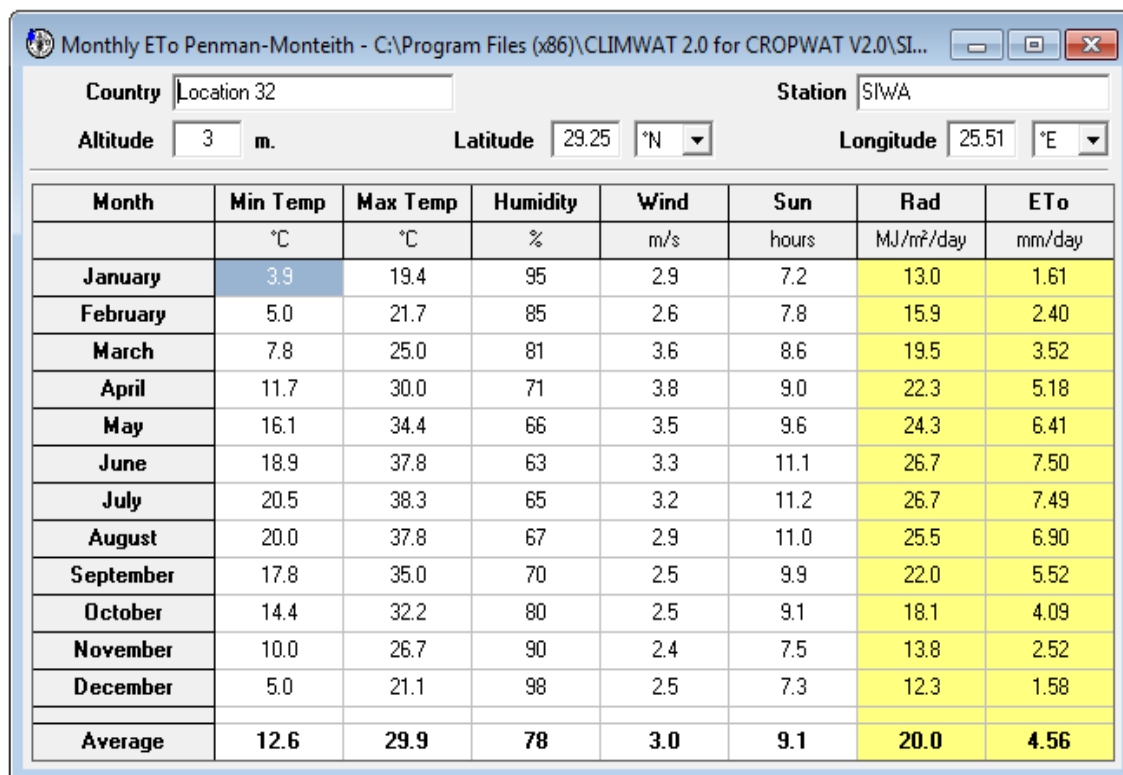 Monthly ETo Penman-Monteith - C:\Program Files (x86)\CLIMWAT 2.0 for CROPWAT V2.0\SI...
Country Location 32 Station SIWA
Altitude 3 m. Latitude 29.25 °N Longitude 25.51 °E
Month Min Temp Max Temp Humidity Wind Sun Rad ETo
°C °C % m/s hours MJ/m²/day mm/day
January 3.9 19.4 95 2.9 7.2 13.0 1.61
February 5.0 21.7 85 2.6 7.8 15.9 2.40
March 7.8 25.0 81 3.6 8.6 19.5 3.52
April 11.7 30.0 71 3.8 9.0 22.3 5.18
May 16.1 34.4 66 3.5 9.6 24.3 6.41
June 18.9 37.8 63 3.3 11.1 26.7 7.50
July 20.5 38.3 65 3.2 11.2 26.7 7.49
August 20.0 37.8 67 2.9 11.0 25.5 6.90
September 17.8 35.0 70 2.5 9.9 22.0 5.52
October 14.4 32.2 80 2.5 9.1 18.1 4.09
November 10.0 26.7 90 2.4 7.5 13.8 2.52
December 5.0 21.1 98 2.5 7.3 12.3 1.58
Average 12.6 29.9 78 3.0 9.1 20.0 4.56